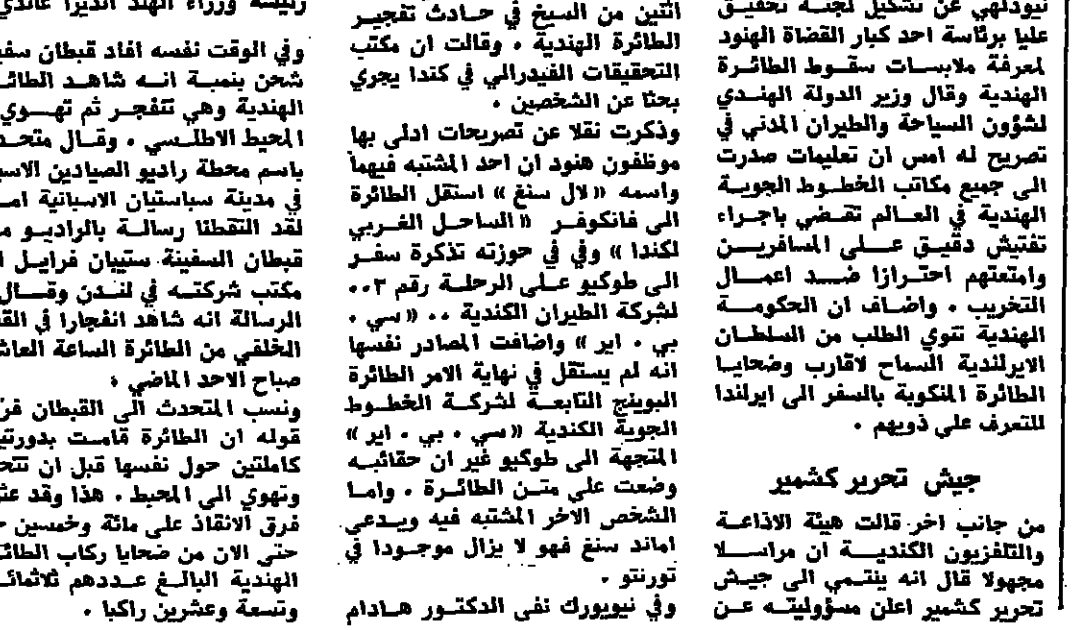 نيودلهي عن تشكيل لجنة تحقيق
عليا برئاسة احد كبار القضاة الهنود
لمعرفة ملابسات سقوط الطائرة
الهندية وقال وزير الدولة الهندي
لشؤون السياحة والطيران المدني في
تصريح له امس ان تعليمات صدرت
الى جميع مكاتب الخطوط الجوية
الهندية في العالم تقضي باجراء
تفتيش دقيق على المسافرين
وامتعتهم احترازا ضد اعمال
التخريب . واضاف ان الحكومة
الهندية تنوي الطلب من السلطان
الايرلندية السماح لاقارب وضحايا
الطائرة المنكوبة بالسفر الى ايرلندا
للتعرف على ذويهم .
جيش تحرير كشمير
من جانب اخر قالت هيئة الاذاعة
والتلفزيون الكندية ان مراسلا
مجهولا قال انه ينتمي الى جيش
تحرير كشمير اعلن مسؤوليته عن
اثنين من السيخ في حادث تفجير
الطائرة الهندية . وقالت ان مكتب
التحقيقات الفيدرالي في كندا يجري
بحثا عن الشخصين .
وذكرت نقلا عن تصريحات ادلى بها
موظفون هنود ان احد المشتبه فيهما
واسمه «لال سنغ» استقل الطائرة
الى فانكوفر «الساحل الغربي
لكندا» وفي في حوزته تذكرة سفر
الى طوكيو على الرحلة رقم ٠٠٣
لشركة الطيران الكندية .. «سي .
بي . اير» واضافت المصادر نفسها
انه لم يستقل في نهاية الامر الطائرة
البوينج التابعة لشركة الخطوط
الجوية الكندية «سي . بي . اير»
المتجهة الى طوكيو غير ان حقائبه
وضعت على متن الطائرة . واما
الشخص الاخر المشتبه فيه ويدعى
اماند سنغ فهو لا يزال موجودا في
تورنتو .
وفي نيويورك نفى الدكتور هادام
رئيسة وزراء الهند انديرا غاندي
وفي الوقت نفسه افاد قبطان
شحن بنمية انه شاهد
الهندية وهي تنفجر ثم تهوي
المحيط الاطلسي . وقال
باسم محطة راديو الصيادين
في مدينة سباستيان الاسبانية
لقد التقطنا رسالة بالراديو
قبطان السفينة ستيبان فرايل
مكتب شركته في لندن وقال
الرسالة انه شاهد انفجارا في
الخلفي من الطائرة الساعة
صباح الاحد الماضي .
ونسب المتحدث الى القبطان
قوله ان الطائرة قامت
كاملتين حول نفسها قبل ان
وتهوي الى المحيط . هذا وقد
فرق الانقاذ على مائة وخمسين
حتى الان من ضحايا ركاب
الهندية البالغ عددهم
وتسعة وعشرين راكبا .